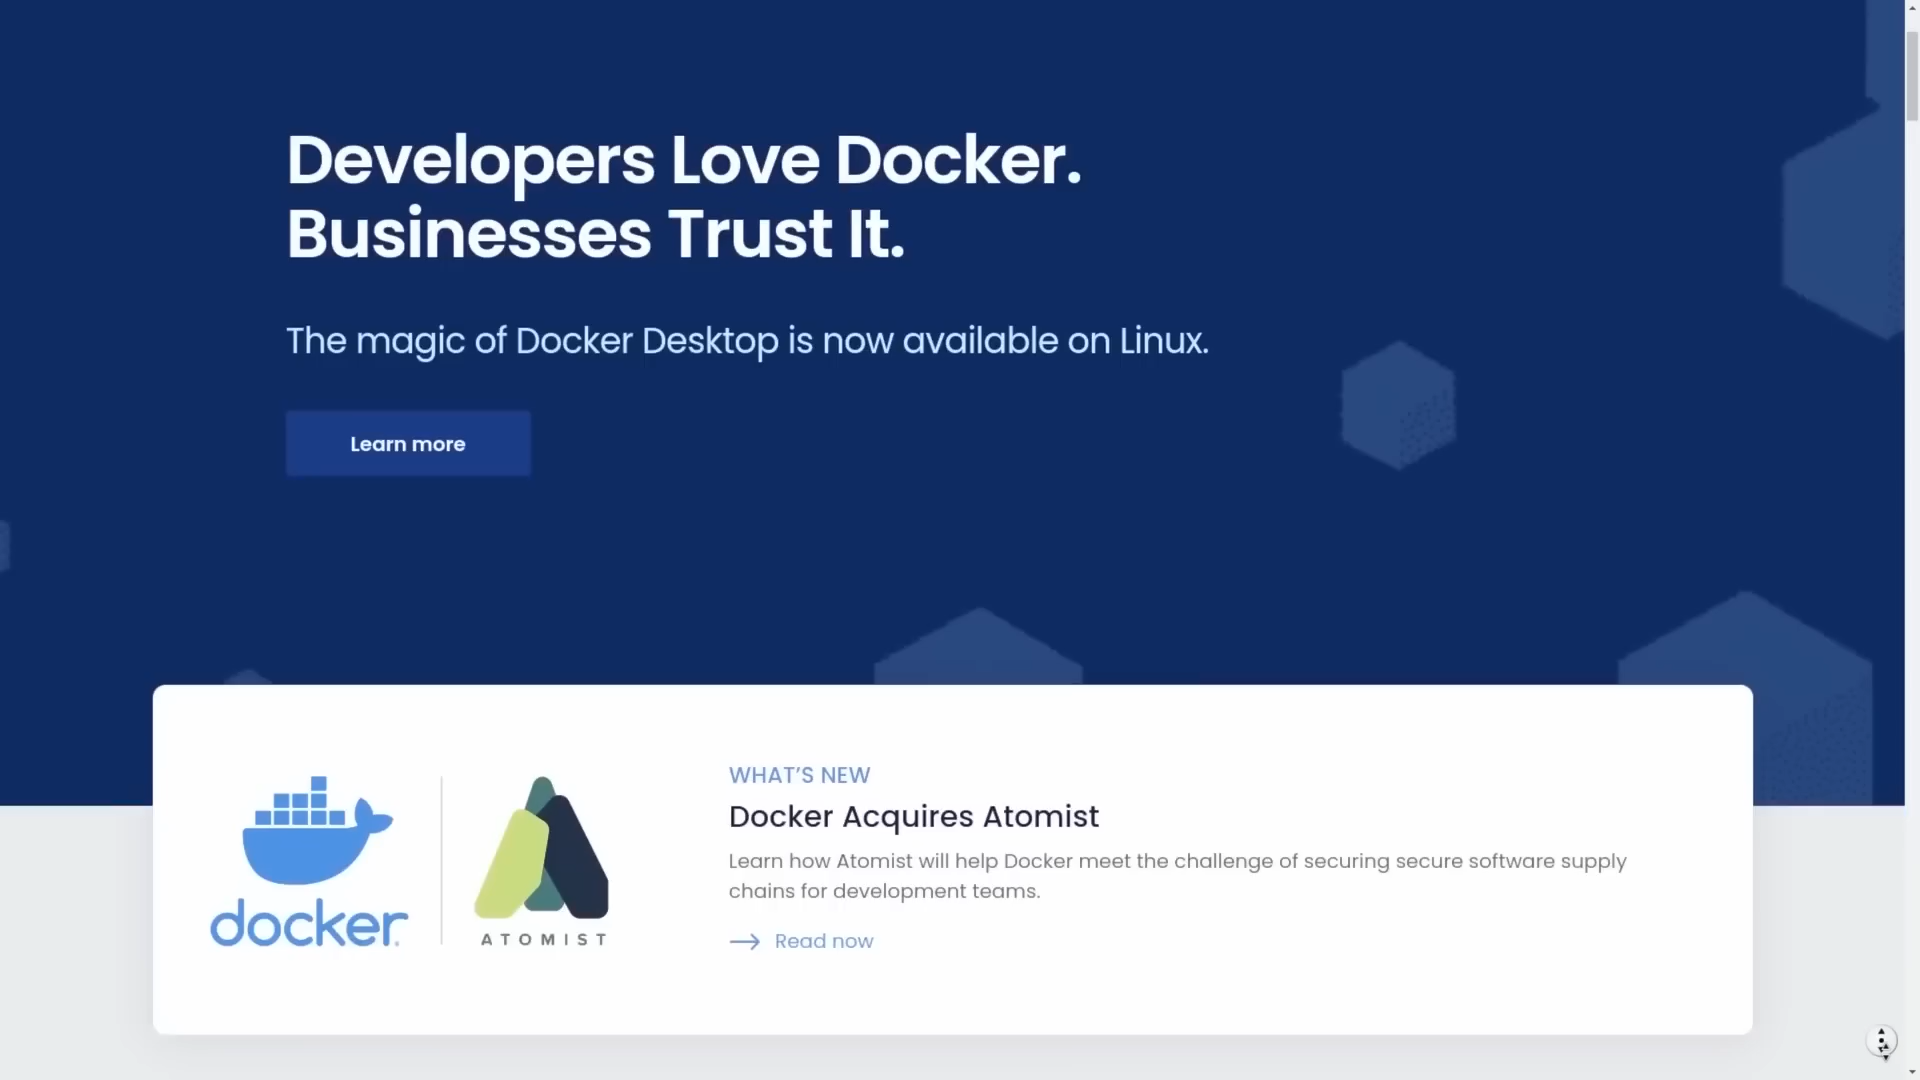 Developers Love Docker.
Businesses Trust It.
The magic of Docker Desktop is now available on Linux.
Learn more
docker
ATOMIST
WHAT’S NEW
Docker Acquires Atomist
Learn how Atomist will help Docker meet the challenge of securing secure software supply
chains for development teams.
Read now